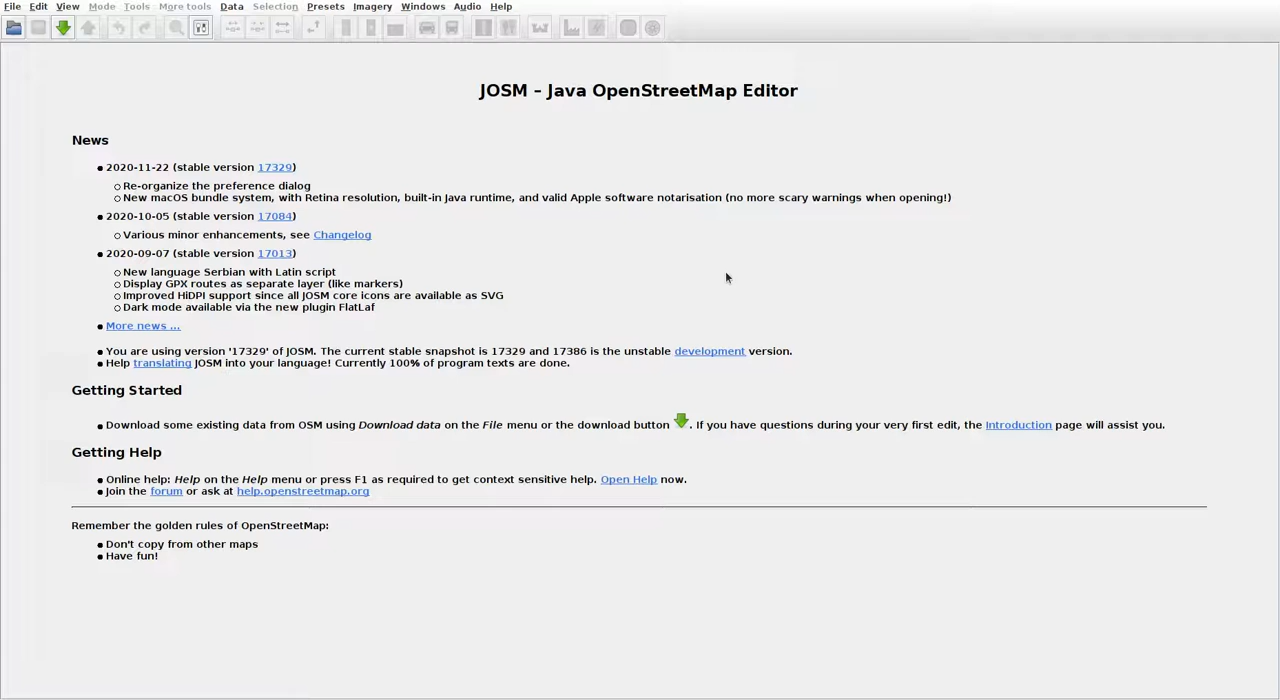 File Edit View Mode Tools More tools Data Selection Presets Imagery Windows Audio Help
JOSM – Java OpenStreetMap Editor
News
2020-11-22 (stable version 17329)
Re-organize the preference dialog
New macOS bundle system, with Retina resolution, built-in Java runtime, and valid Apple software notarisation (no more scary warnings when opening!)
2020-10-05 (stable version 17084)
Various minor enhancements, see Changelog
2020-09-07 (stable version 17013)
New language Serbian with Latin script
Display GPX routes as separate layer (like markers)
Improved HiDPI support since all JOSM core icons are available as SVG
Dark mode available via the new plugin FlatLaf
More news ...
You are using version '17329' of JOSM. The current stable snapshot is 17329 and 17386 is the unstable development version.
Help translating JOSM into your language! Currently 100% of program texts are done.
Getting Started
Download some existing data from OSM using Download data on the File menu or the download button . If you have questions during your very first edit, the Introduction page will assist you.
Getting Help
Online help: Help on the Help menu or press F1 as required to get context sensitive help. Open Help now.
Join the forum or ask at help.openstreetmap.org
Remember the golden rules of OpenStreetMap:
Don't copy from other maps
Have fun!